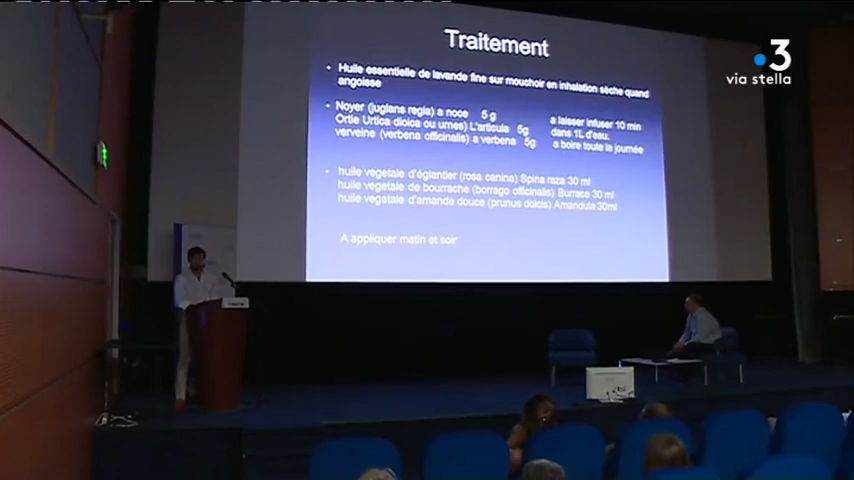 3
via stella
Traitement
• Huile essentielle de lavande fine sur mouchoir en inhalation sèche quand
angoisse
• Noyer (juglans regia) a noce 5 g
Ortie Urtica dioica ou urnes) L'articula 5g
verveine (verbena officinalis) a verbena 5g
a laisser infuser 10 min
dans 1L d'eau.
a boire toute la journée
• huile vegetale d'églantier (rosa canina) Spina raza 30 ml
huile vegetale de bourrache (borrago officinalis) Burrace 30 ml
huile vegetale d'amande douce (prunus dolcis) Amandula 30ml
A appliquer matin et soir